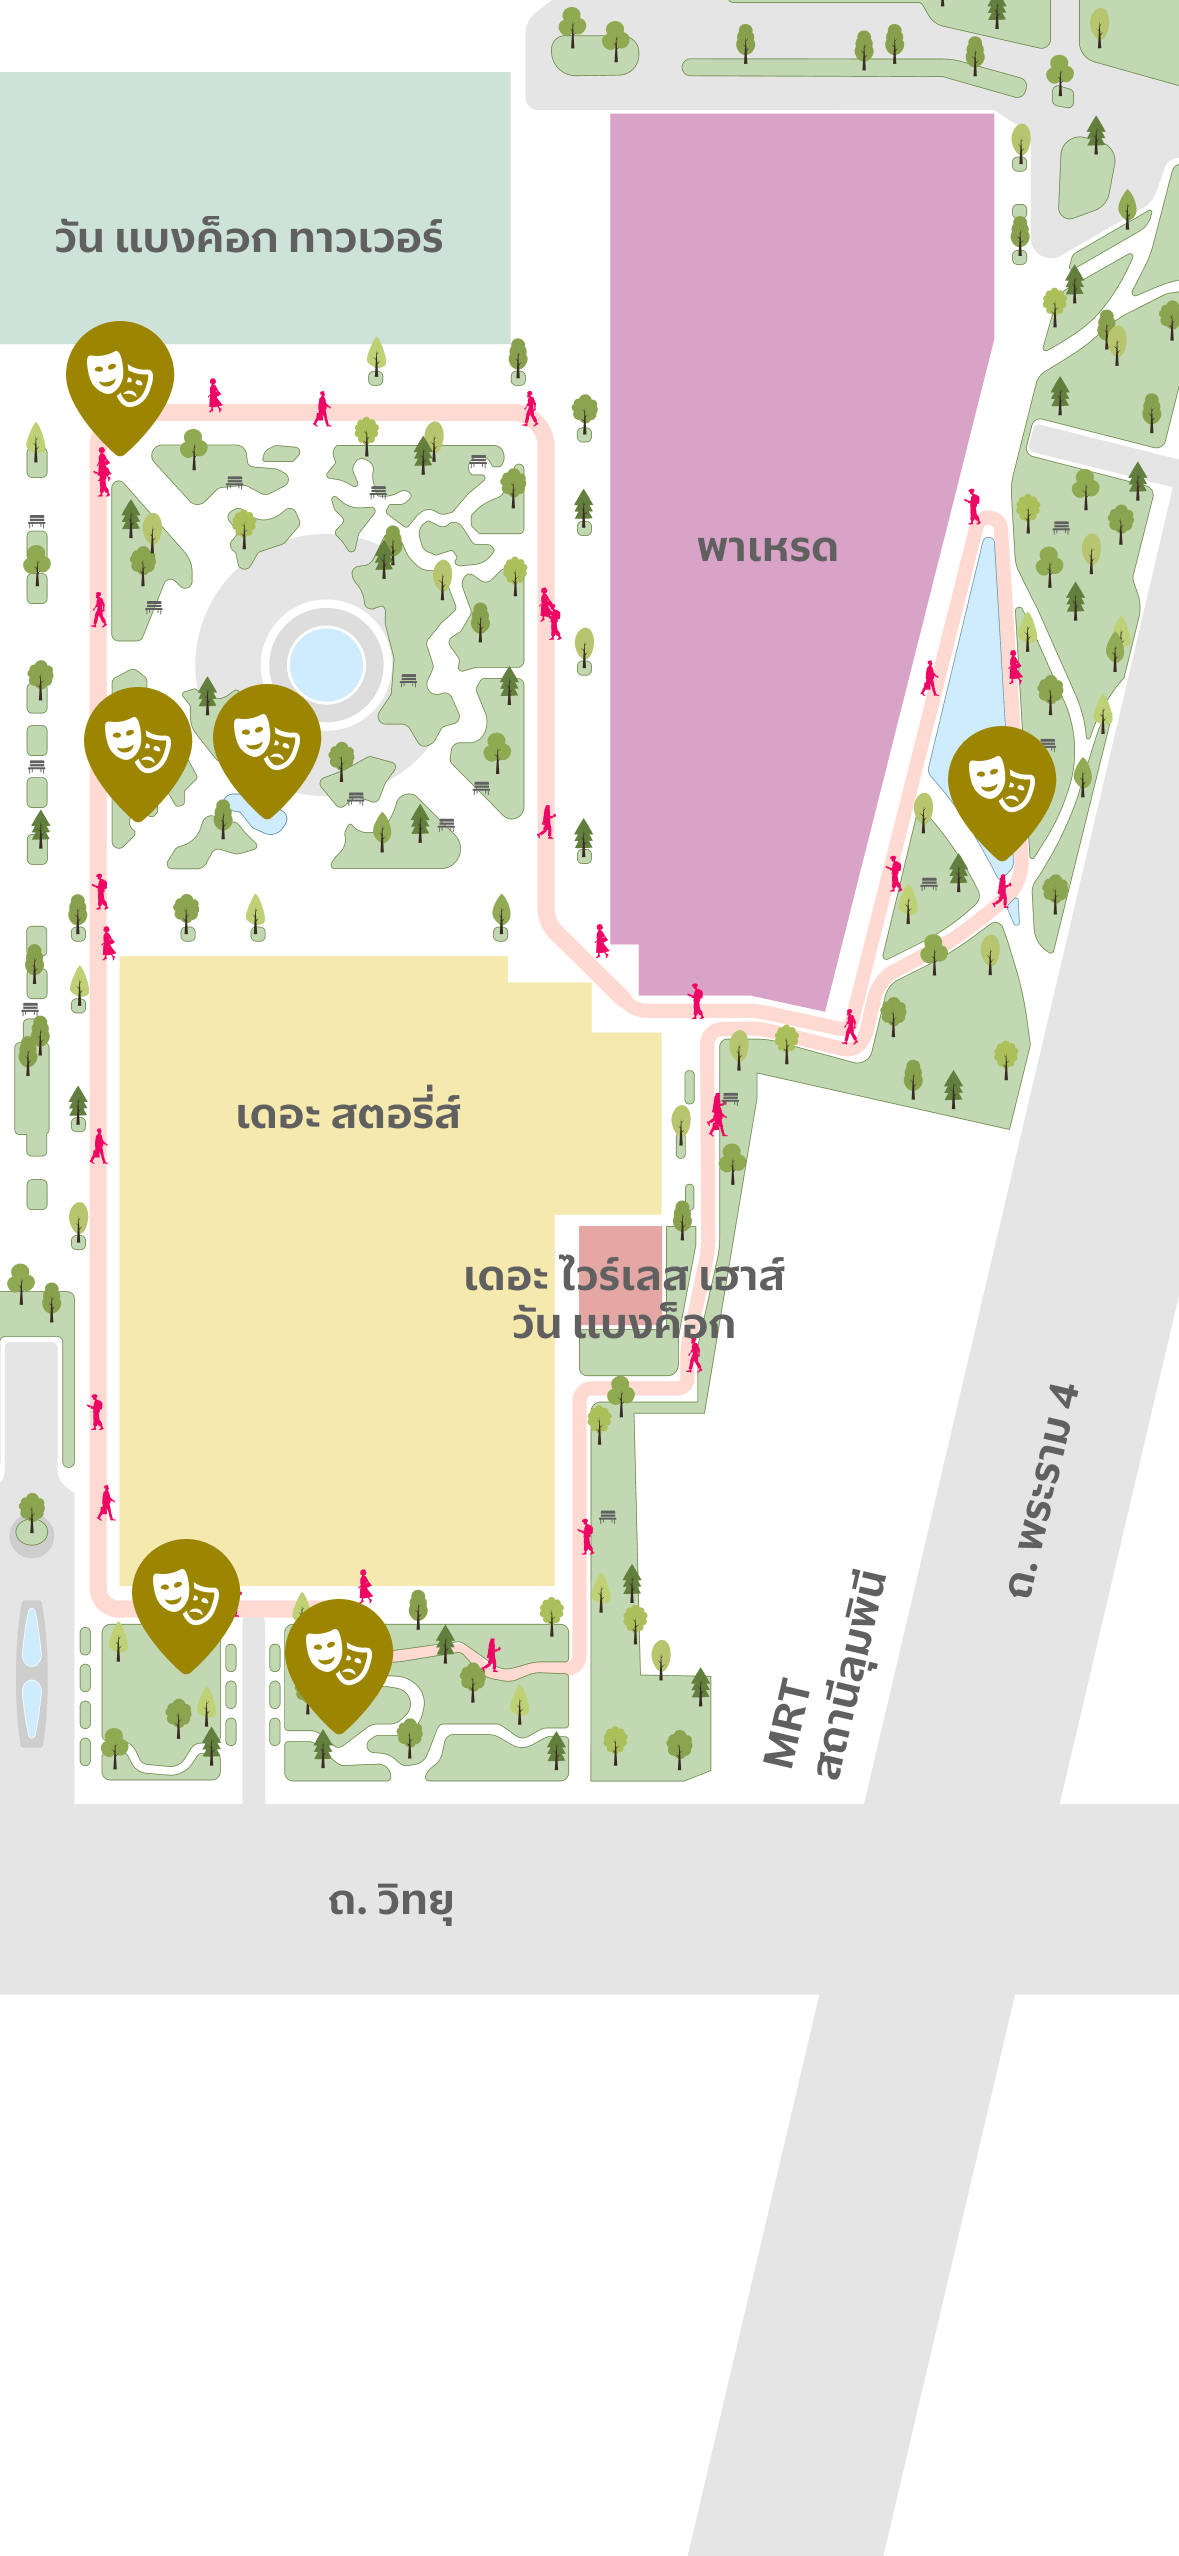 วัน แบงค็อก ทาวเวอร์
พาเหรด
เดอะ สตอรี่ส์
เดอะ ไวร์เลส เฮาส์
วัน แบงค็อก
ถ. พระราม 4
MRT
สถานีลุมพินี
ถ. วิทยุ